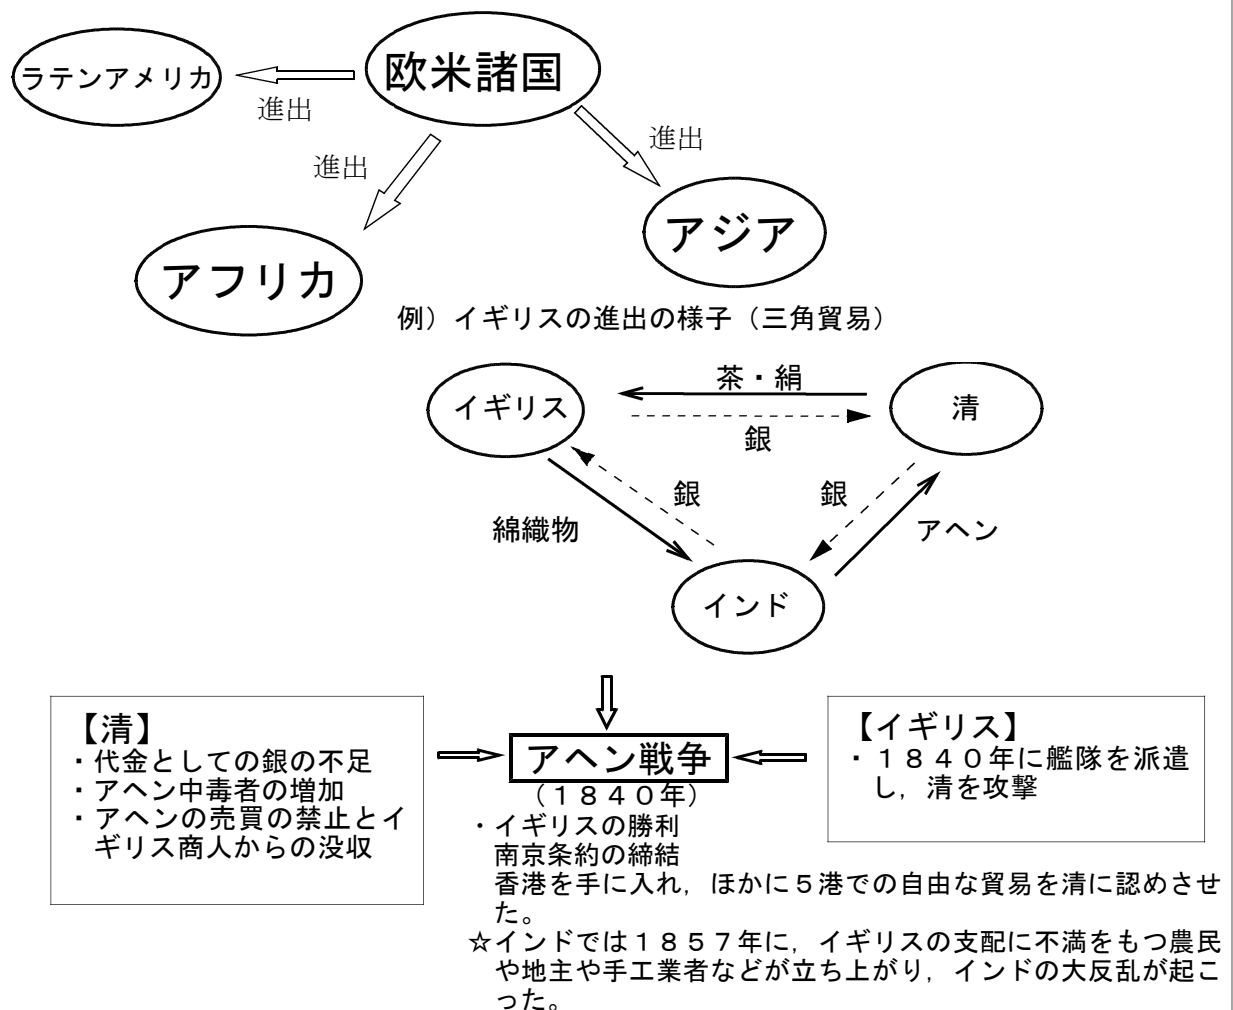 欧米諸国
ラテンアメリカ
進出
進出
進出
アジア
アフリカ
例）イギリスの進出の様子（三角貿易）
茶・絹
イギリス
清
銀
銀
銀
綿織物
アヘン
インド
【清】
・代金としての銀の不足
・アヘン中毒者の増加
・アヘンの売買の禁止とイ
ギリス商人からの没収
アヘン戦争
（１８４０年）
【イギリス】
・１８４０年に艦隊を派遣
し，清を攻撃
・イギリスの勝利
南京条約の締結
香港を手に入れ，ほかに５港での自由な貿易を清に認めさせ
た。
☆インドでは１８５７年に，イギリスの支配に不満をもつ農民
や地主や手工業者などが立ち上がり，インドの大反乱が起こ
った。